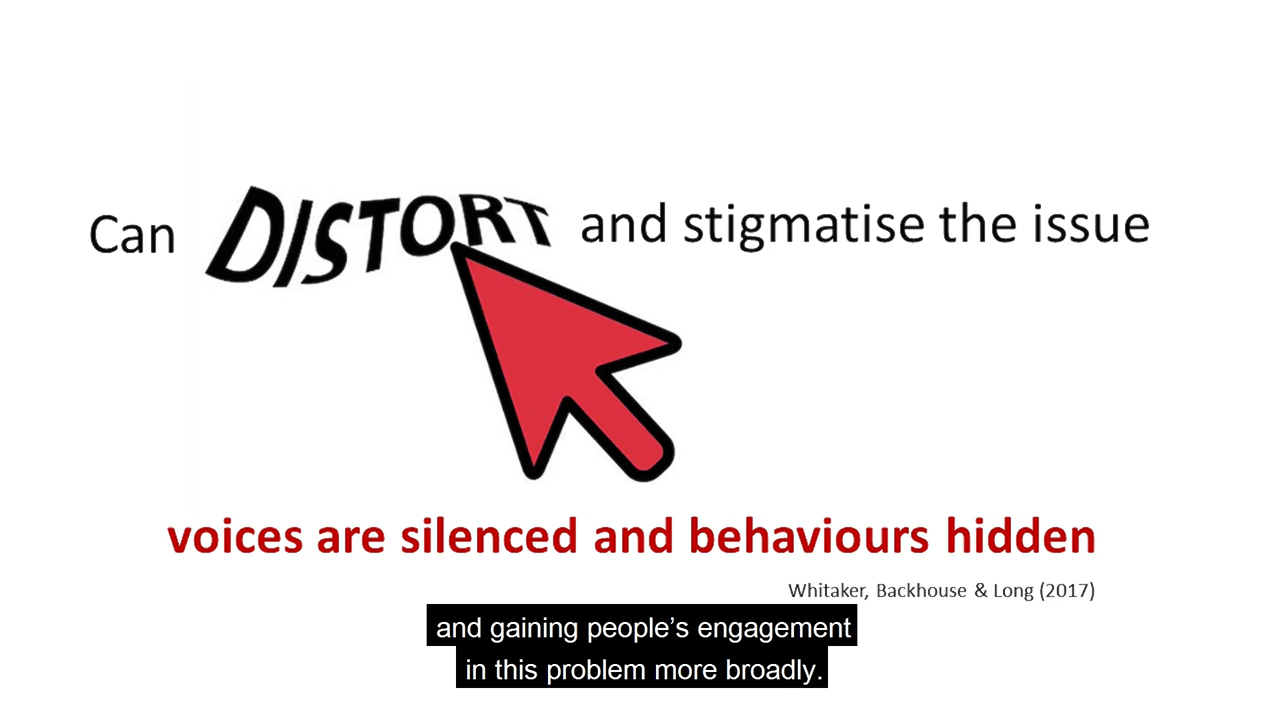 Can DISTORT and stigmatise the issue
voices are silenced and behaviours hidden
Whitaker, Backhouse & Long (2017)
and gaining people’s engagement
in this problem more broadly.